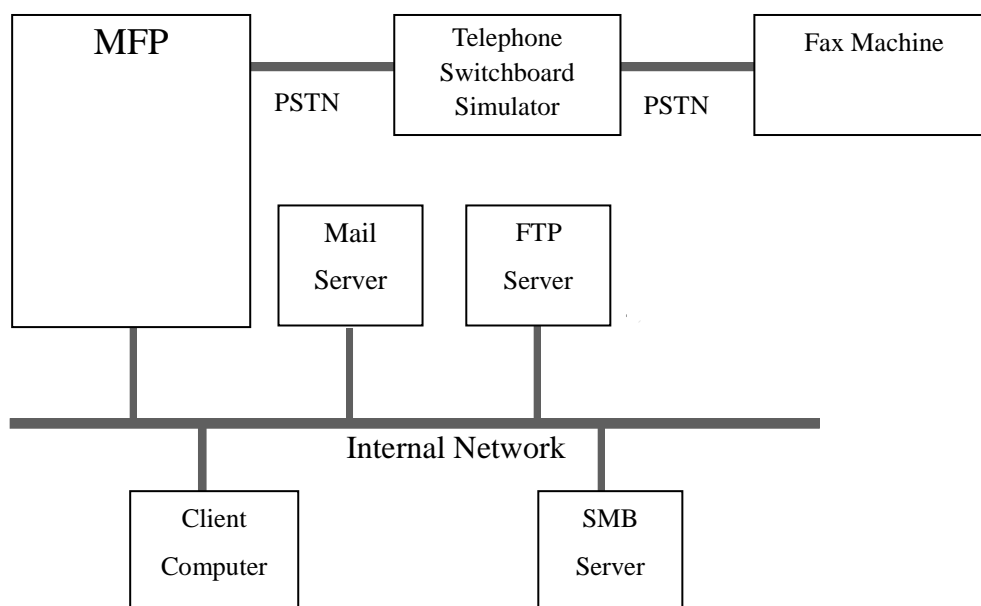 MFP
Telephone
Switchboard
Simulator
Fax Machine
PSTN
PSTN
Mail
Server
FTP
Server
Internal Network
Client
Computer
SMB
Server